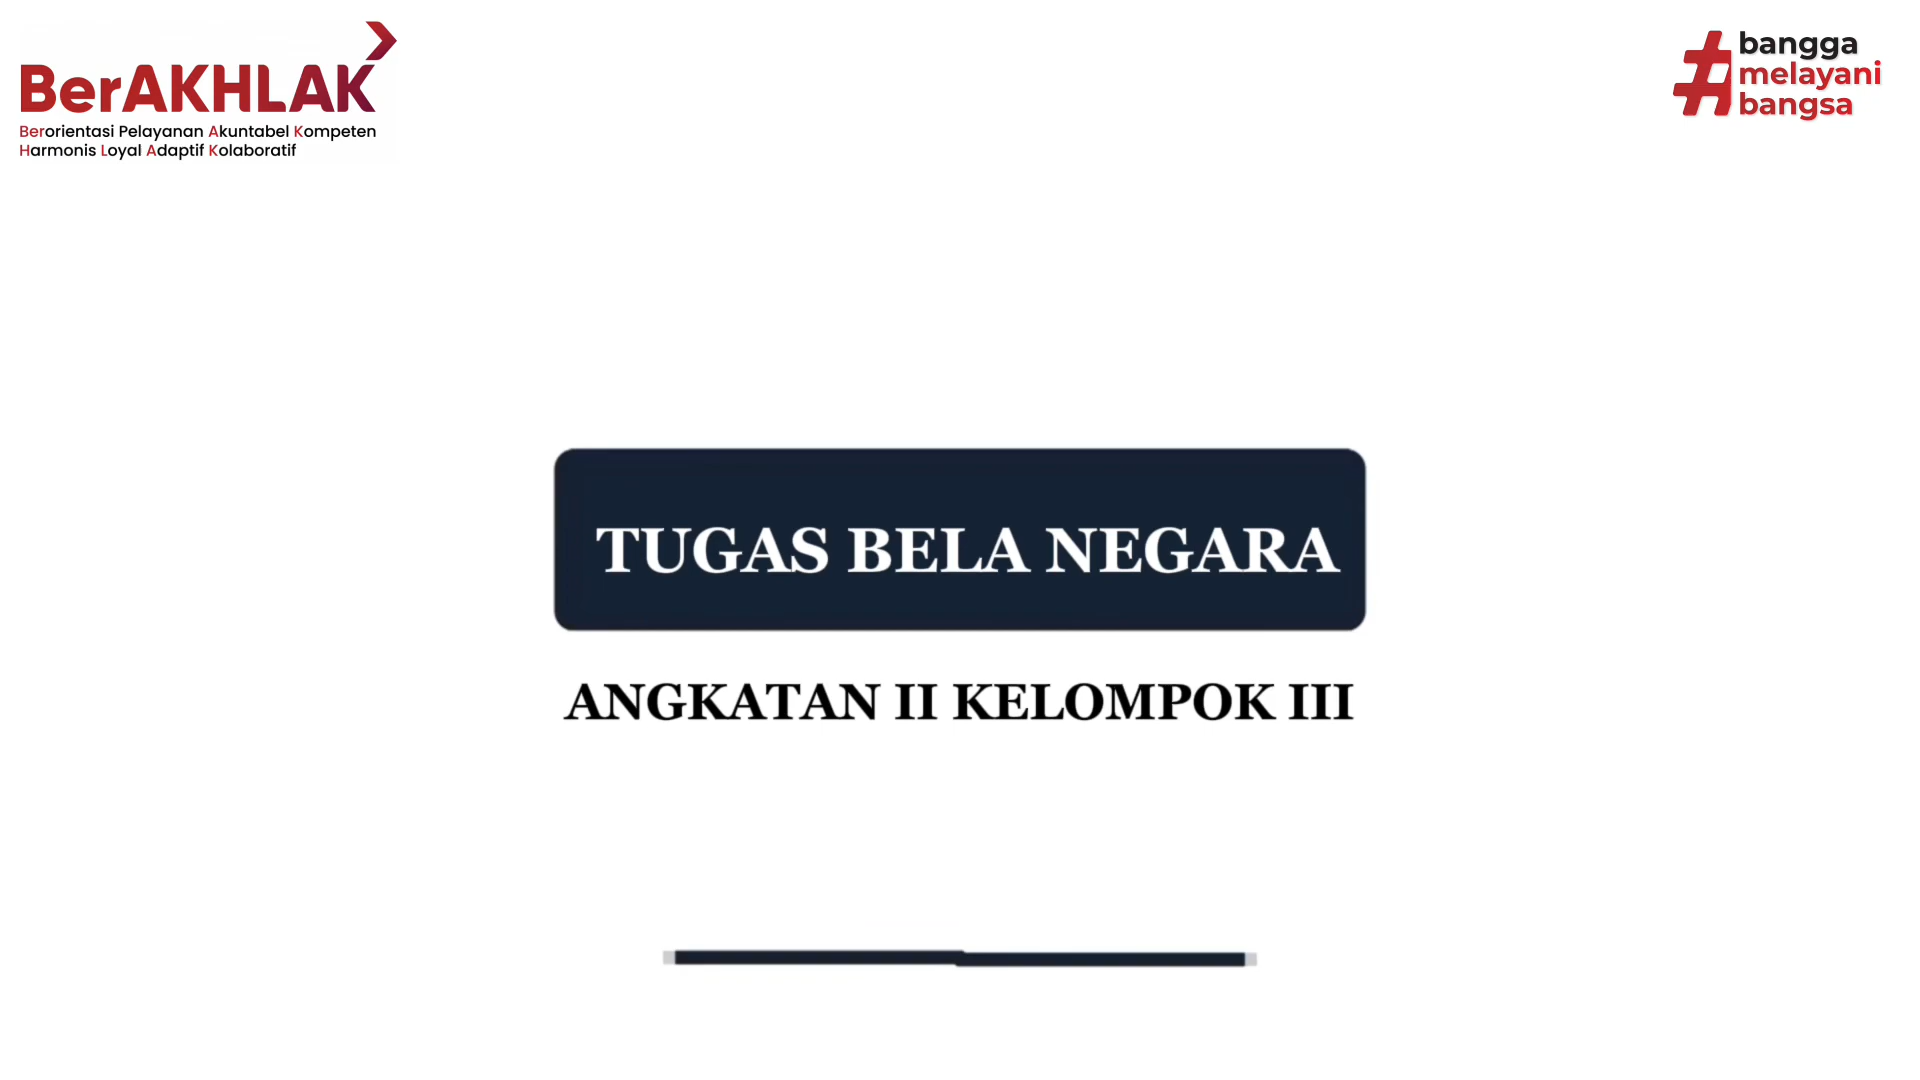 BerAKHLAK
Berorientasi Pelayanan Akuntabel Kompeten
Harmonis Loyal Adaptif Kolaboratif
#bangga
melayani
bangsa
TUGAS BELA NEGARA
ANGKATAN II KELOMPOK III